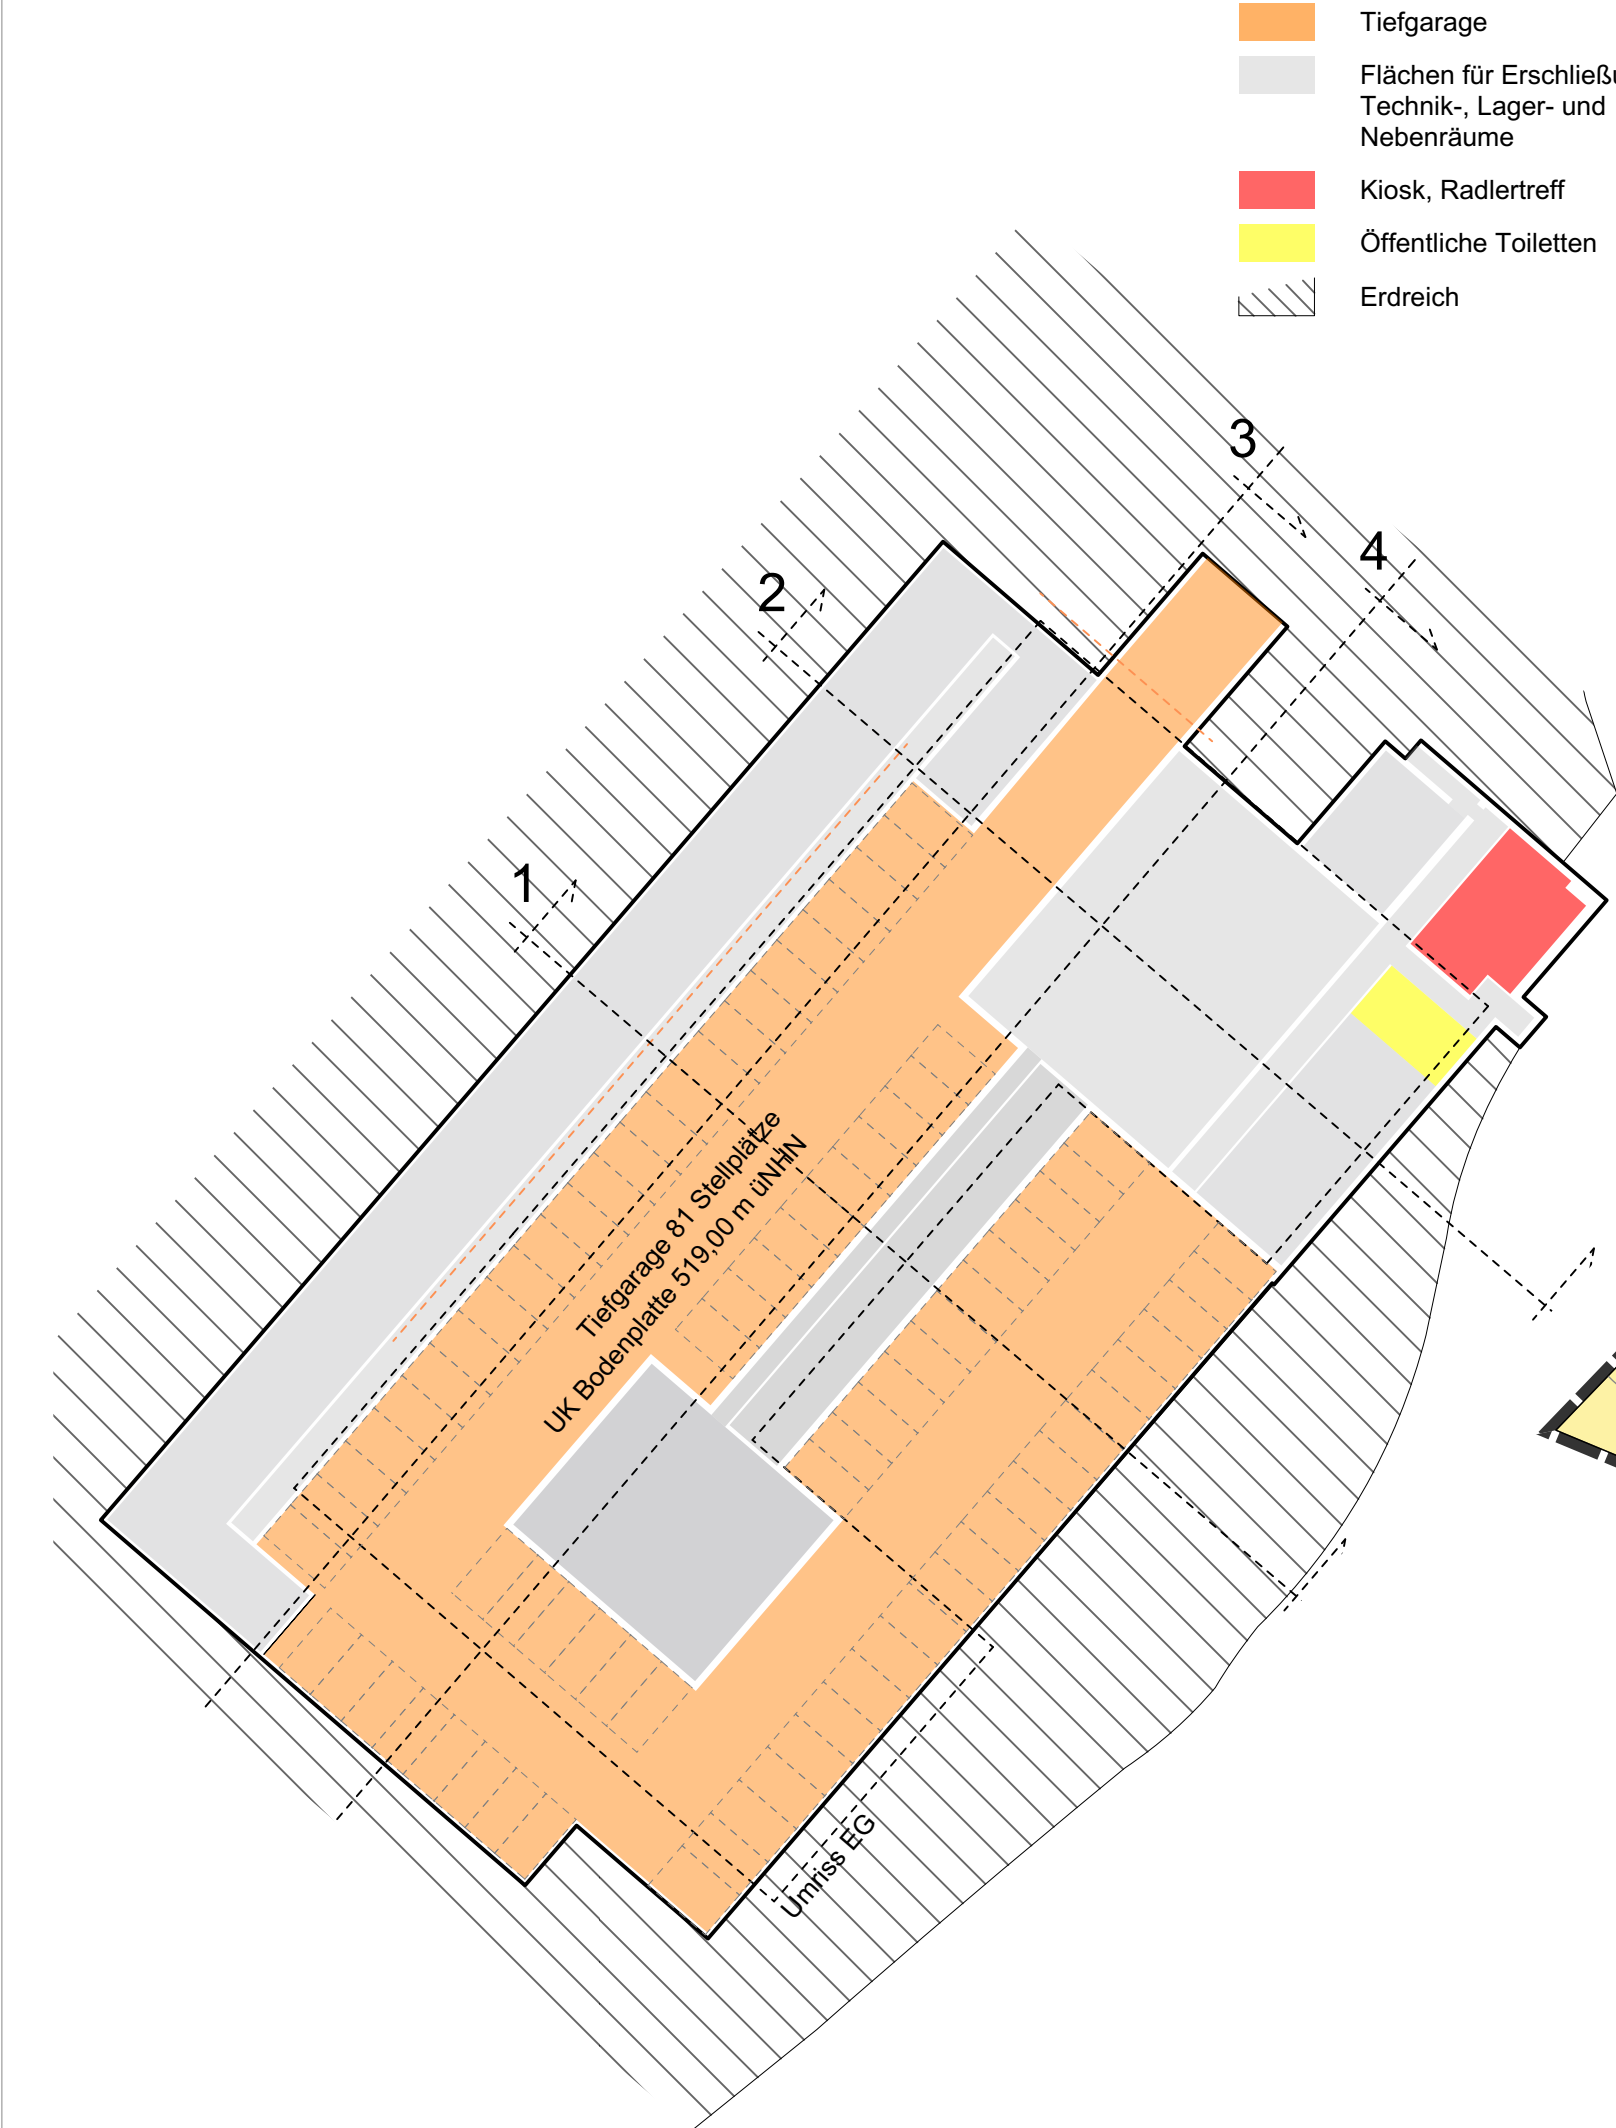 Tiefgarage
Flächen für Erschließu
Technik-, Lager- und
Nebenräume
Kiosk, Radlertreff
Öffentliche Toiletten
Erdreich
3
4
2
1
Tiefgarage 81 Stellplätze
UK Bodenplatte 519,00 m üNHN
Umriss EG